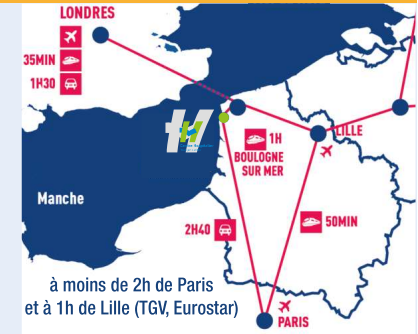 LONDRES
35MIN
1H30
LILLE
1H
BOULOGNE
SUR MER
Manche
2H40
50MIN
à moins de 2h de Paris
et à 1h de Lille (TGV, Eurostar)
PARIS